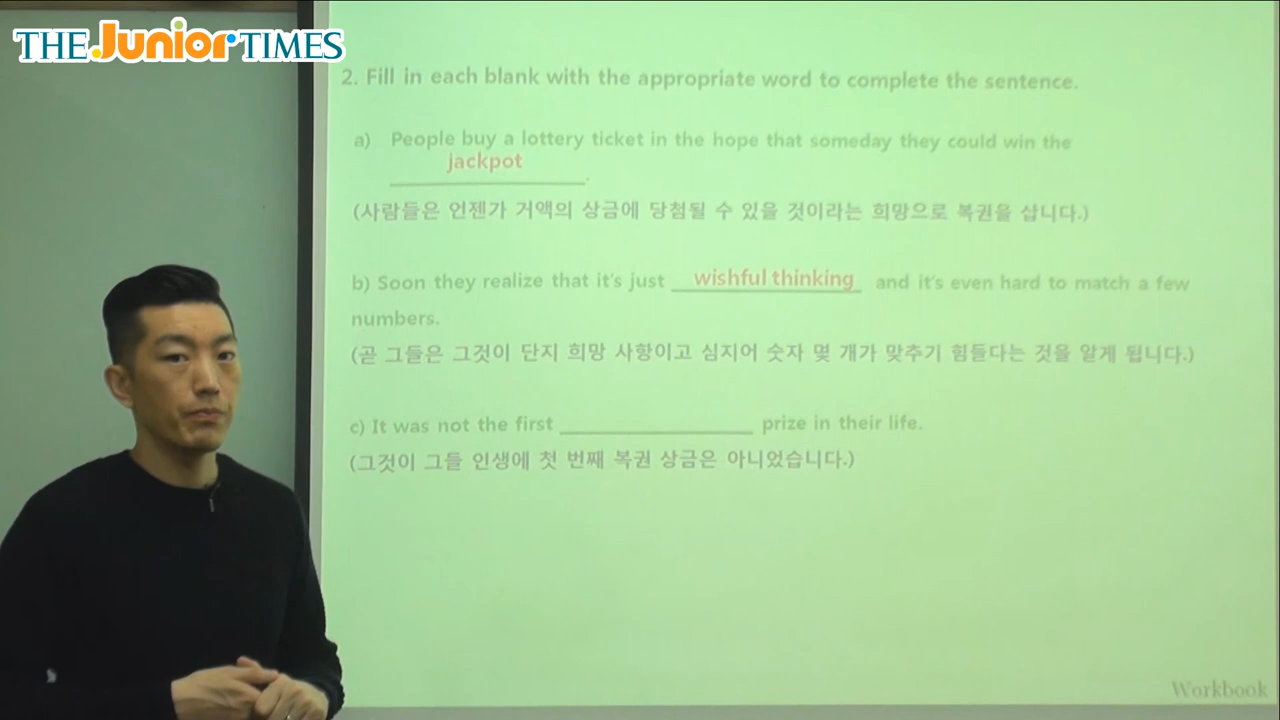 THE Junior TIMES
2. Fill in each blank with the appropriate word to complete the sentence.
a) People buy a lottery ticket in the hope that someday they could win the
jackpot
____________.
(사람들은 언젠가 거액의 상금에 당첨될 수 있을 것이라는 희망으로 복권을 삽니다.)
b) Soon they realize that it's just wishful thinking and it's even hard to match a few
numbers.
(곧 그들은 그것이 단지 희망 사항이고 심지어 숫자 몇 개가 맞추기 힘들다는 것을 알게 됩니다.)
c) It was not the first ____________ prize in their life.
(그것이 그들 인생에 첫 번째 복권 상금은 아니었습니다.)
Workbook